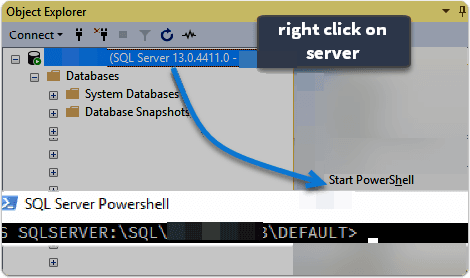 Object Explorer
Connect
right click on
server
(SQL Server 13.0.4411.0 -
Databases
System Databases
Database Snapshots
Start PowerShell
SQL Server Powershell
S SQLSERVER:\SQL\ \DEFAULT>